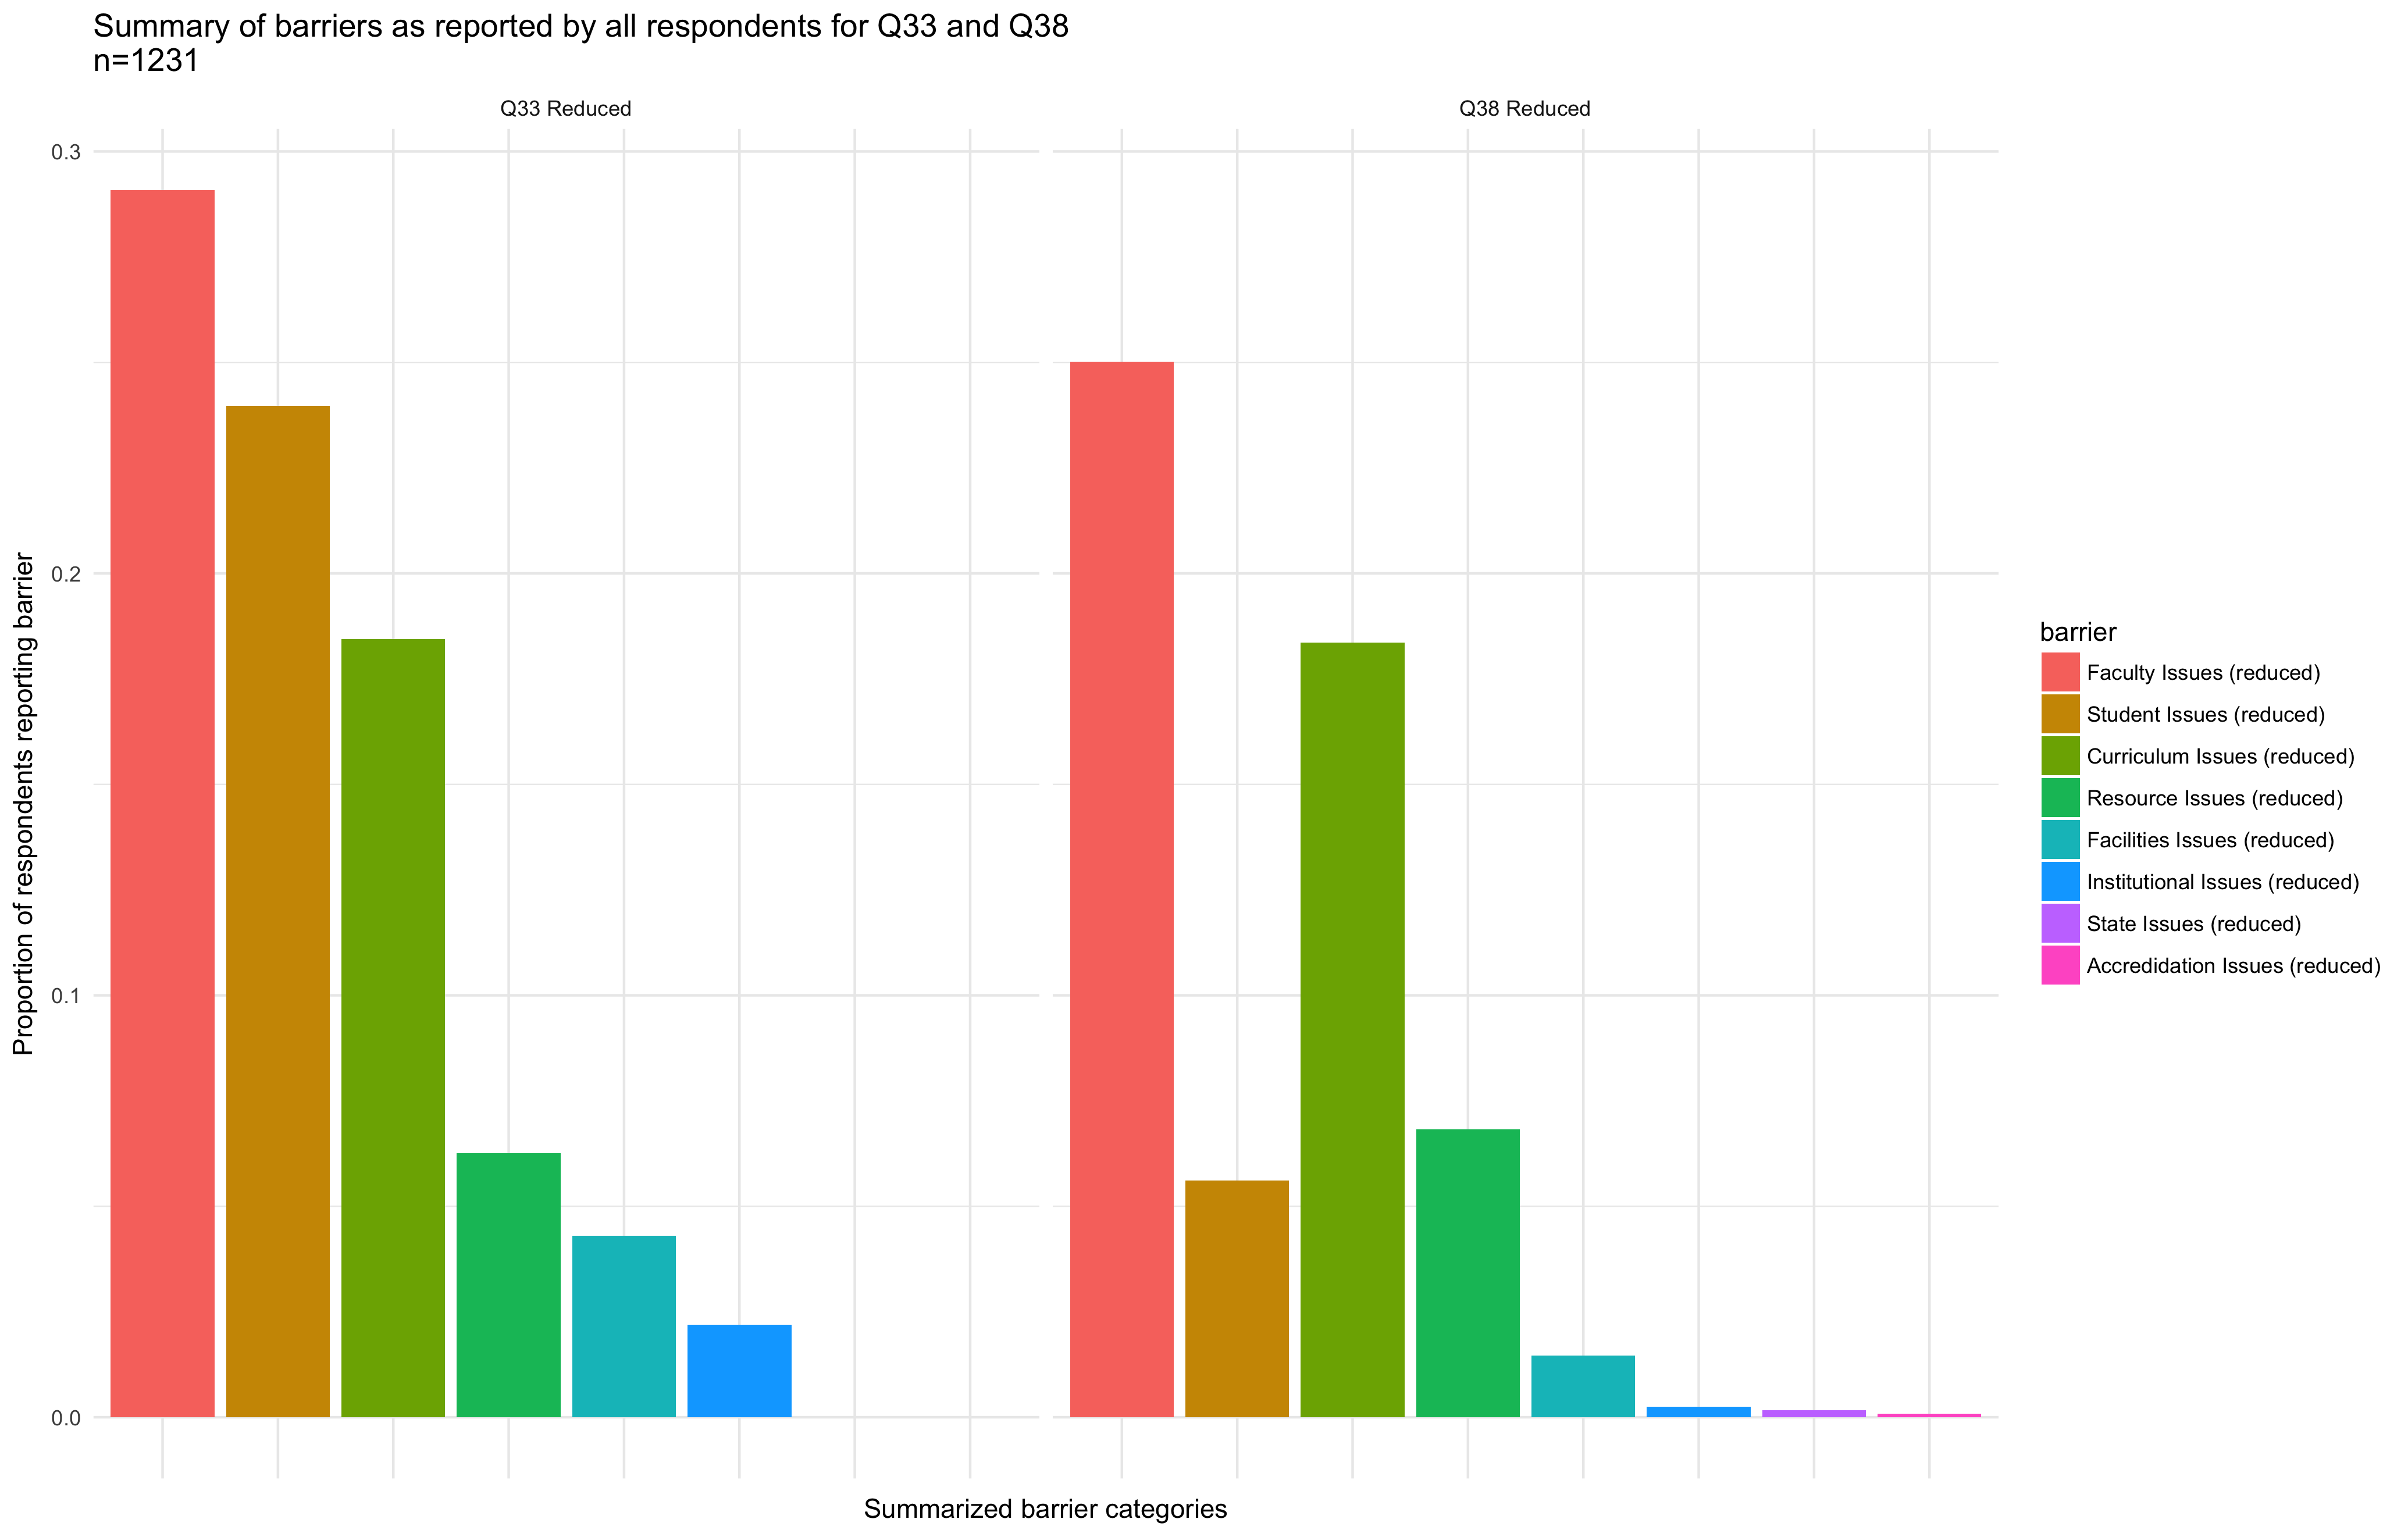 Summary of barriers as reported by all respondents for Q33 and Q38
n=1231
Q33 Reduced
Q38 Reduced
0.3
0.2
0.1
0.0
Proportion of respondents reporting barrier
Summarized barrier categories
barrier
Faculty Issues (reduced)
Student Issues (reduced)
Curriculum Issues (reduced)
Resource Issues (reduced)
Facilities Issues (reduced)
Institutional Issues (reduced)
State Issues (reduced)
Accredidation Issues (reduced)